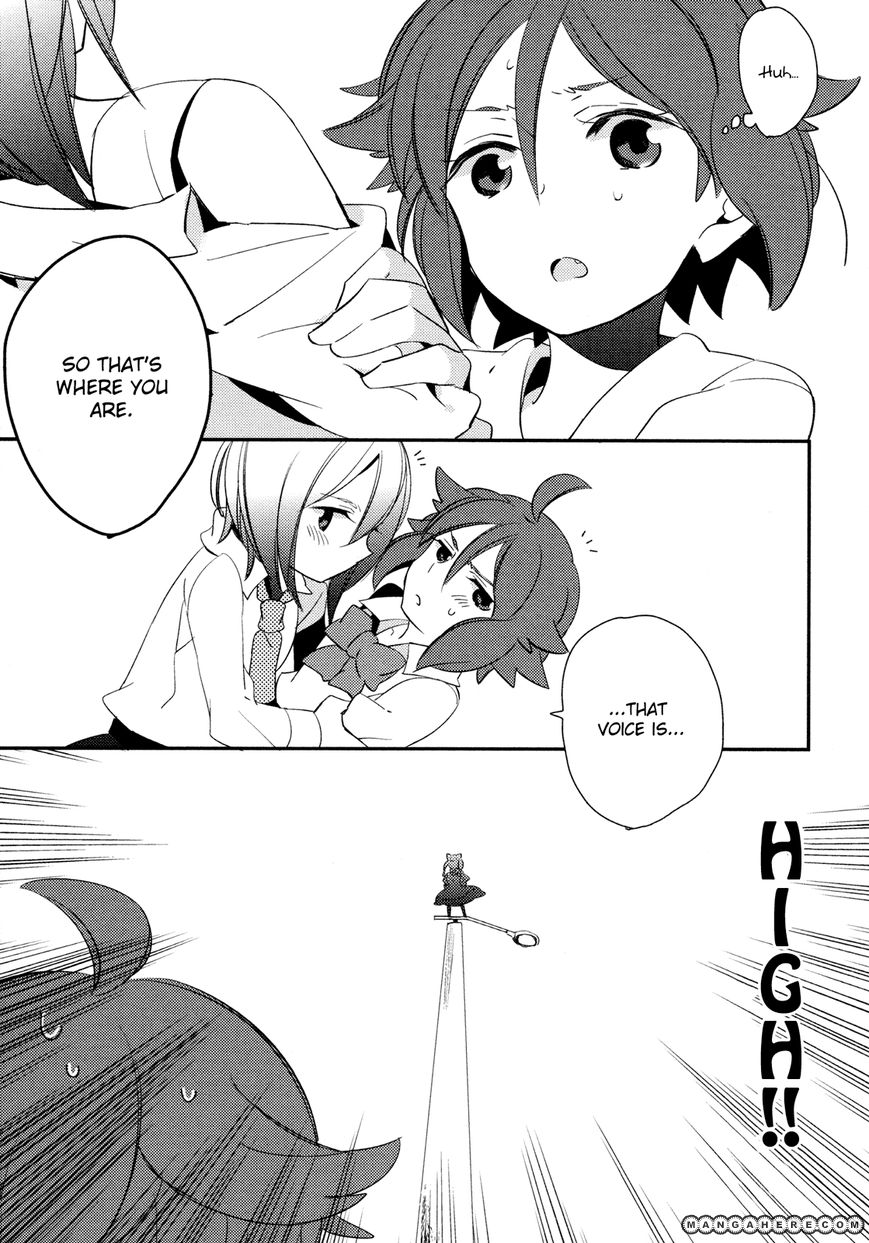 Huh...
SO THAT'S
WHERE YOU
ARE.
...THAT
VOICE IS...
HIGH!!
MANGAHERE.COM